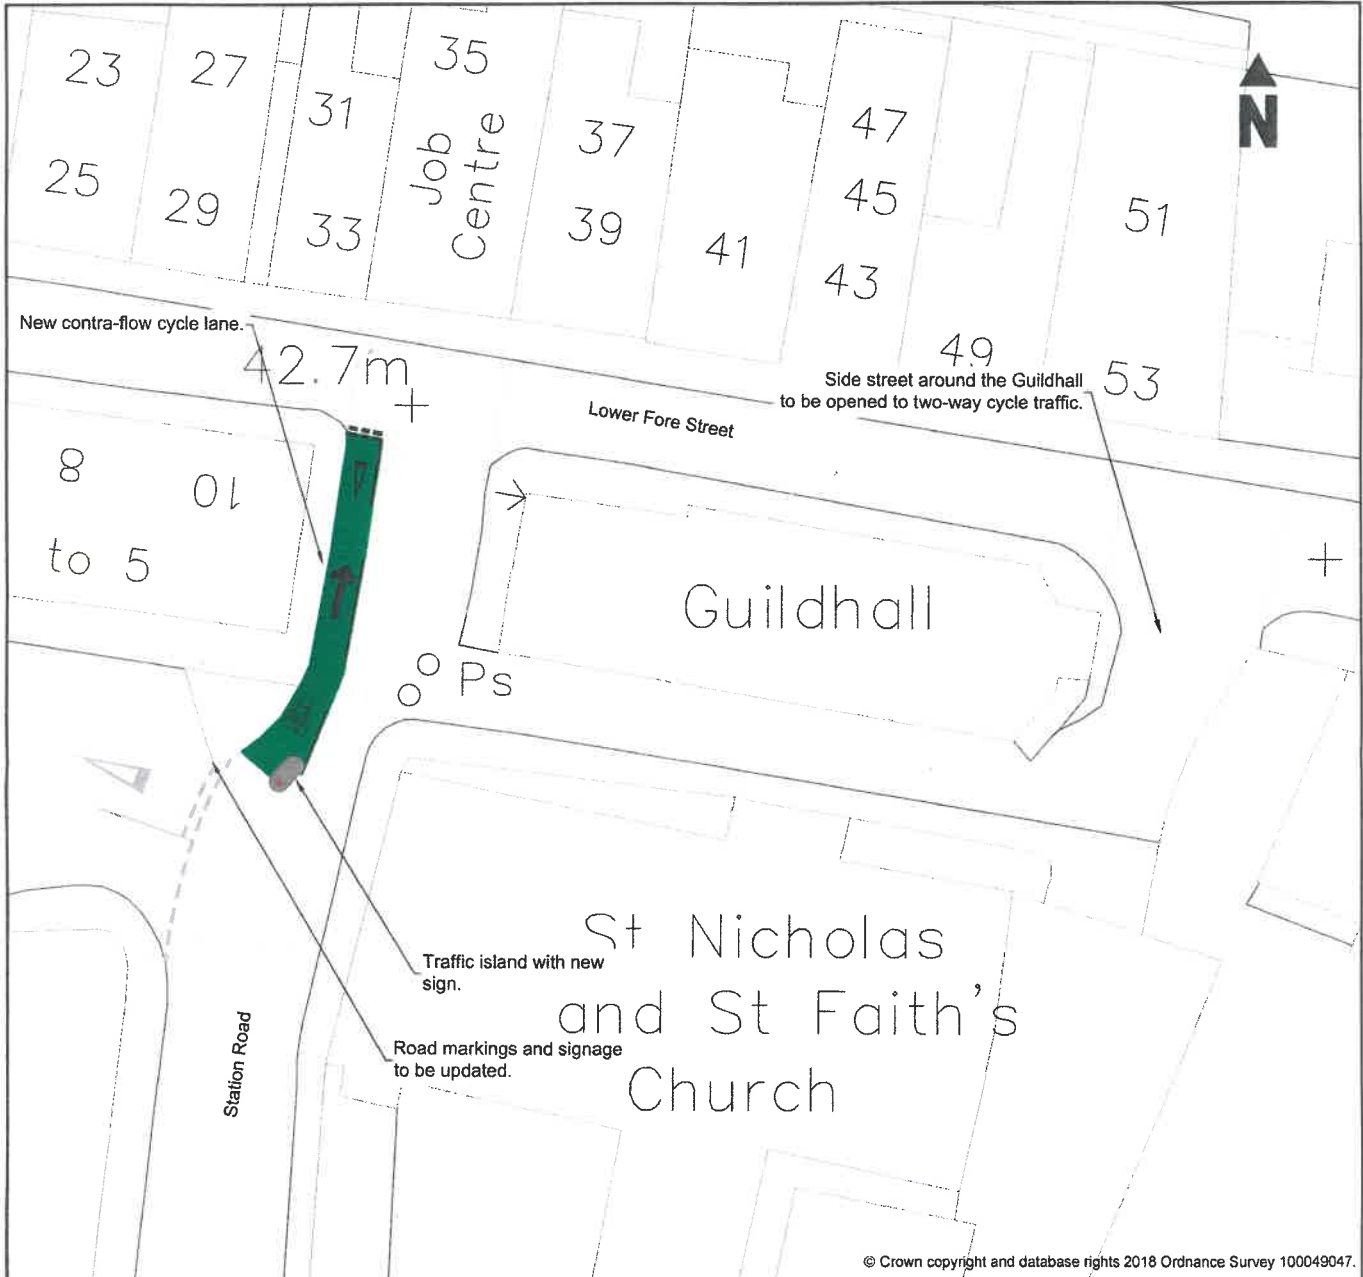 23
27
31
35
Job
Centre
37
47
N
25
29
33
39
41
45
43
51
New contra-flow cycle lane.
42.7m
49
Side street around the Guildhall
to be opened to two-way cycle traffic.
53
Lower Fore Street
8
10
to 5
Guildhall
Ps
St Nicholas
and St Faith's
Church
Traffic island with new
sign.
Road markings and signage
to be updated.
Station Road
© Crown copyright and database rights 2018 Ordnance Survey 100049047.